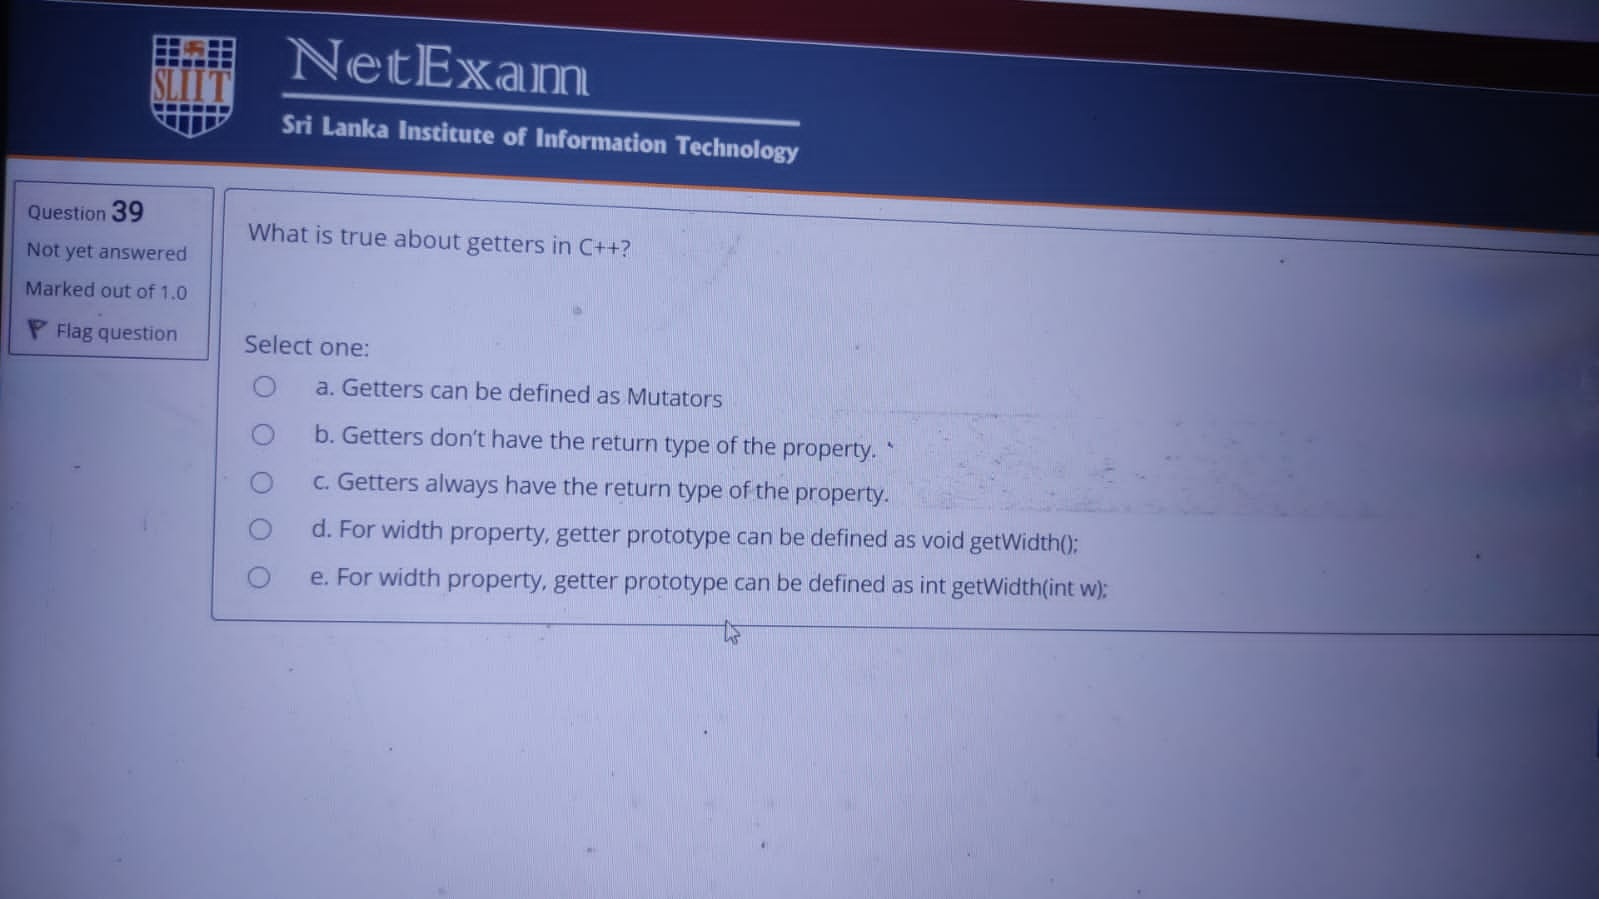 SLIIT
NetExam
Sri Lanka Institute of Information Technology
Question 39
Not yet answered
Marked out of 1.0
Flag question
What is true about getters in C++?
Select one:
a. Getters can be defined as Mutators
b. Getters don't have the return type of the property.
c. Getters always have the return type of the property.
d. For width property, getter prototype can be defined as void getWidth();
e. For width property, getter prototype can be defined as int getWidth(int w);